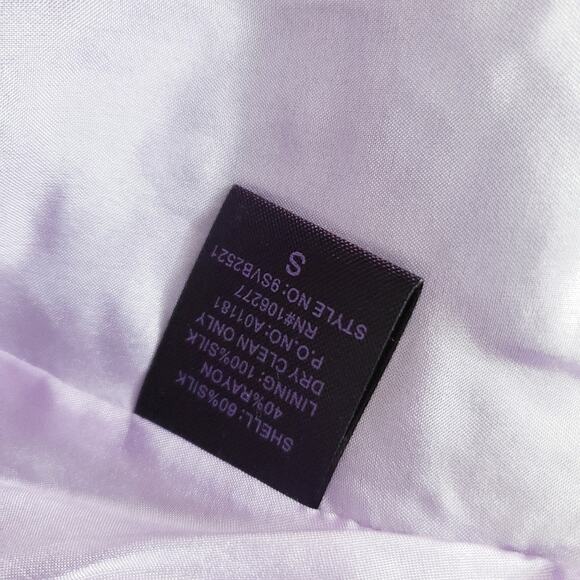 SHELL: 60%SILK
40%RAYON
LINING: 100%SILK
DRY CLEAN ONLY
P.O.NO: A01181
RN#106277
STYLE NO:9SVB2521
S